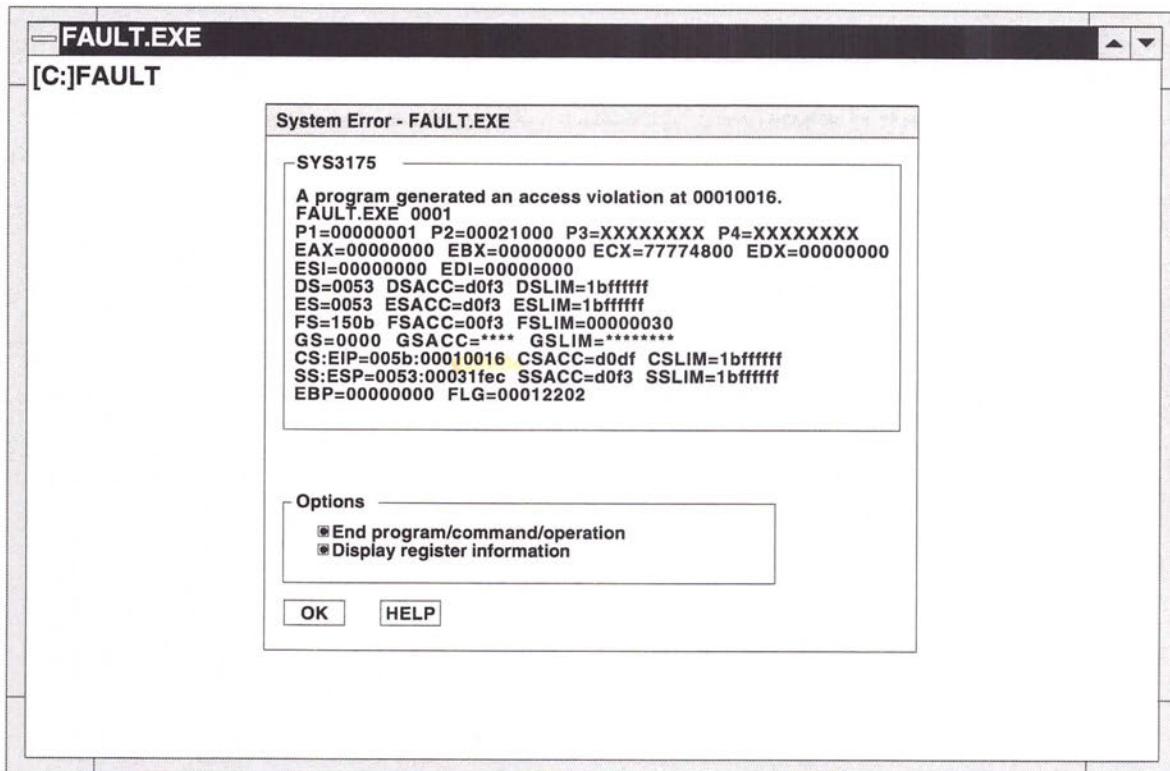 FAULT.EXE
[C:]FAULT
System Error - FAULT.EXE
SYS3175
A program generated an access violation at 00010016.
FAULT.EXE 0001
P1=00000001 P2=00021000 P3=XXXXXXXX P4=XXXXXXXX
EAX=00000000 EBX=00000000 ECX=77774800 EDX=00000000
ESI=00000000 EDI=00000000
DS=0053 DSACC=d0f3 DSLIM=1bffffff
ES=0053 ESACC=d0f3 ESLIM=1bffffff
FS=150b FSACC=00f3 FSLIM=00000030
GS=0000 GSACC=**** GSLIM=********
CS:EIP=005b:00010016 CSACC=d0df CSLIM=1bffffff
SS:ESP=0053:00031fec SSACC=d0f3 SSLIM=1bffffff
EBP=00000000 FLG=00012202
Options
End program/command/operation
Display register information
OK HELP